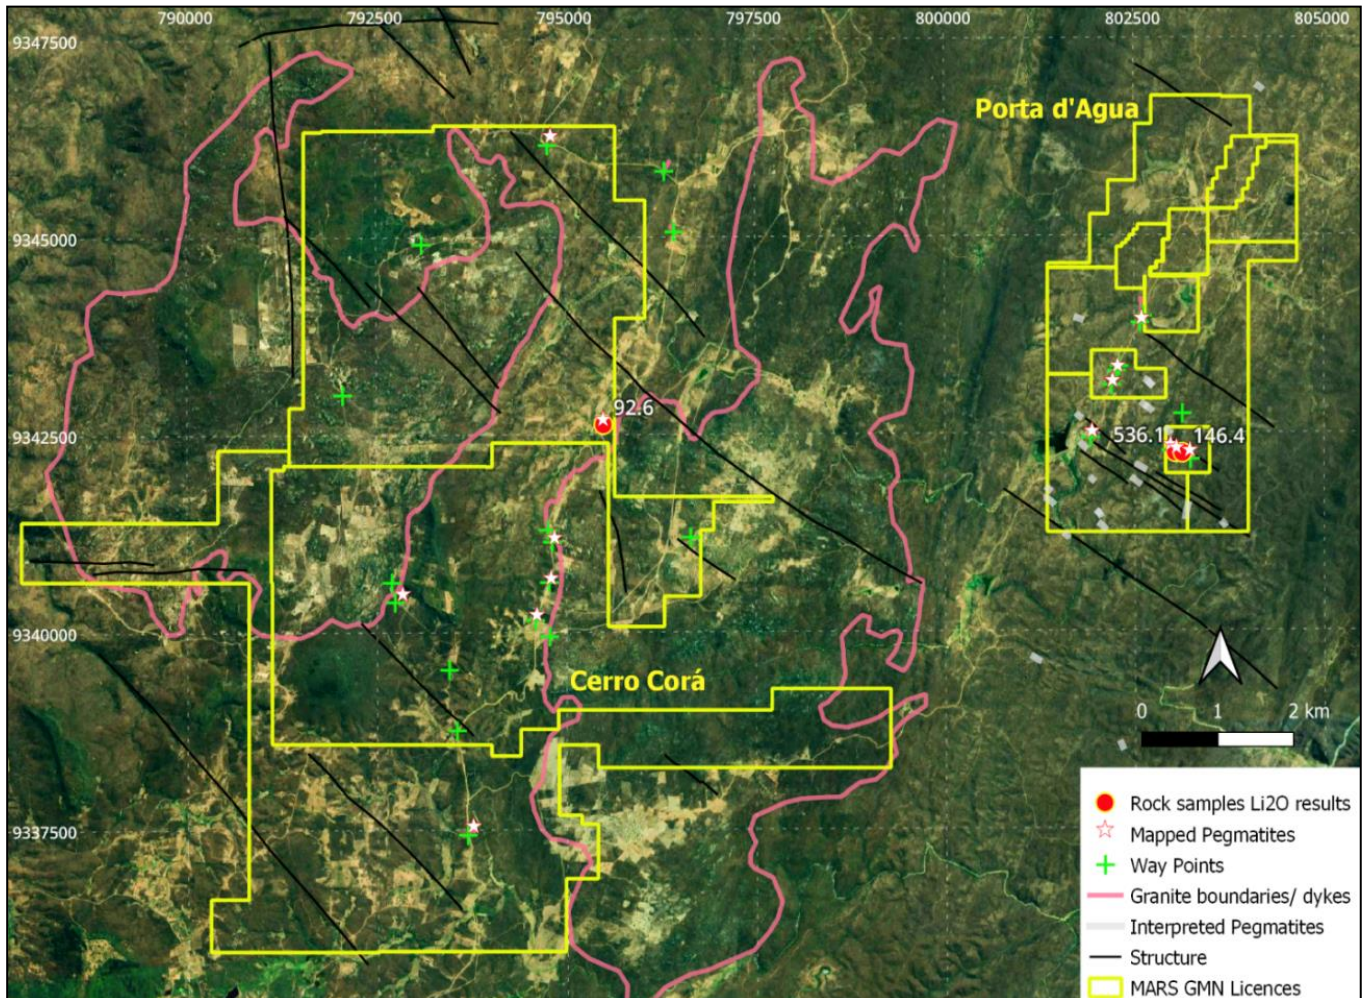 790000 792500 795000 797500 800000 802500 805000
9347500
Porta d'Agua
9345000
92.6
9342500
536.1 146.4
9340000
Cerro Corá
0 1 2 km
9337500
Rock samples Li2O results
Mapped Pegmatites
Way Points
Granite boundaries/ dykes
Interpreted Pegmatites
Structure
MARS GMN Licences